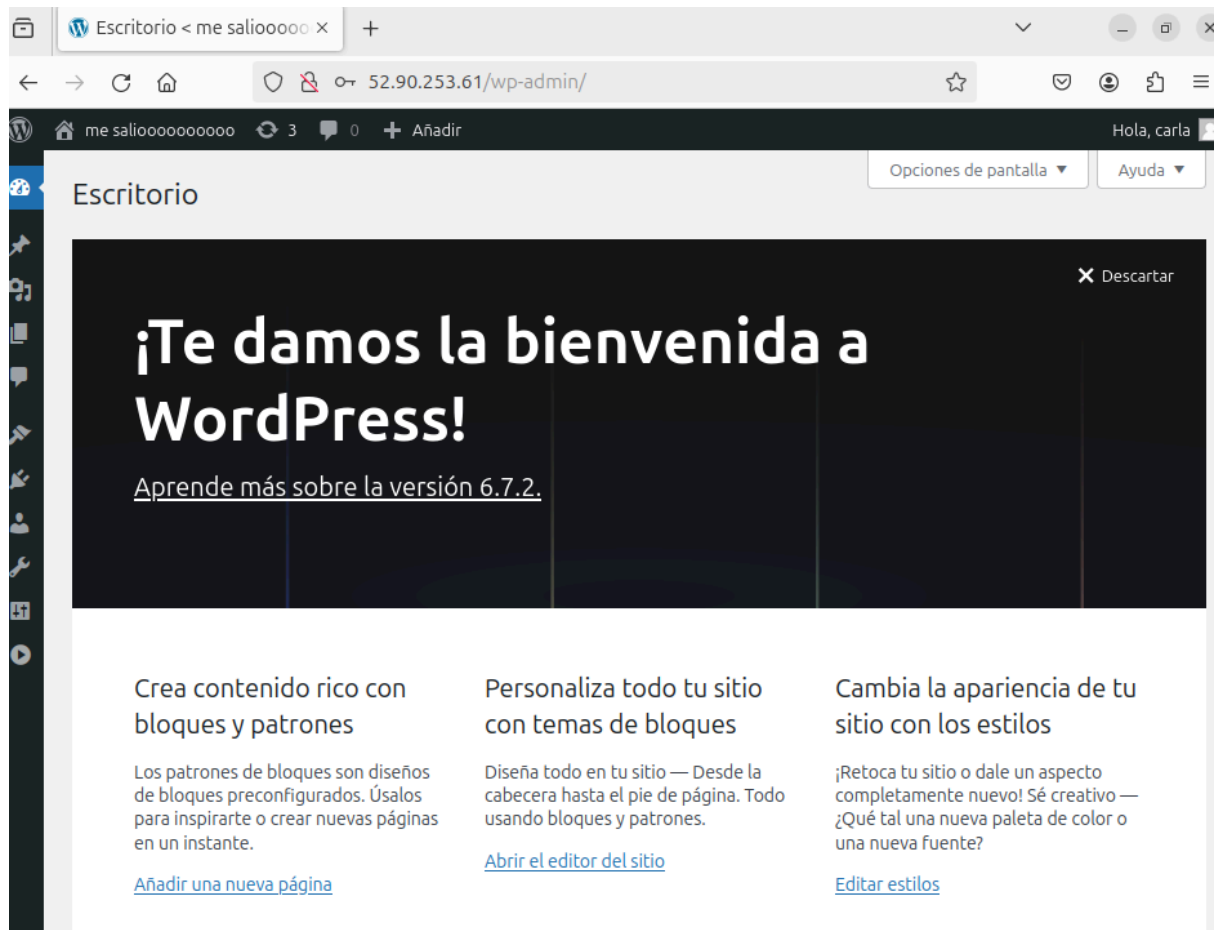 Escritorio < me saliooooo
52.90.253.61/wp-admin/
me saliooooooooooo 3 0 Añadir Hola, carla
Opciones de pantalla Ayuda
Escritorio
Descartar
¡Te damos la bienvenida a
WordPress!
Aprende más sobre la versión 6.7.2.
Crea contenido rico con
bloques y patrones
Los patrones de bloques son diseños
de bloques preconfigurados. Úsalos
para inspirarte o crear nuevas páginas
en un instante.
Añadir una nueva página
Personaliza todo tu sitio
con temas de bloques
Diseña todo en tu sitio — Desde la
cabecera hasta el pie de página. Todo
usando bloques y patrones.
Abrir el editor del sitio
Cambia la apariencia de tu
sitio con los estilos
¡Retoca tu sitio o dale un aspecto
completamente nuevo! Sé creativo —
¿Qué tal una nueva paleta de color o
una nueva fuente?
Editar estilos